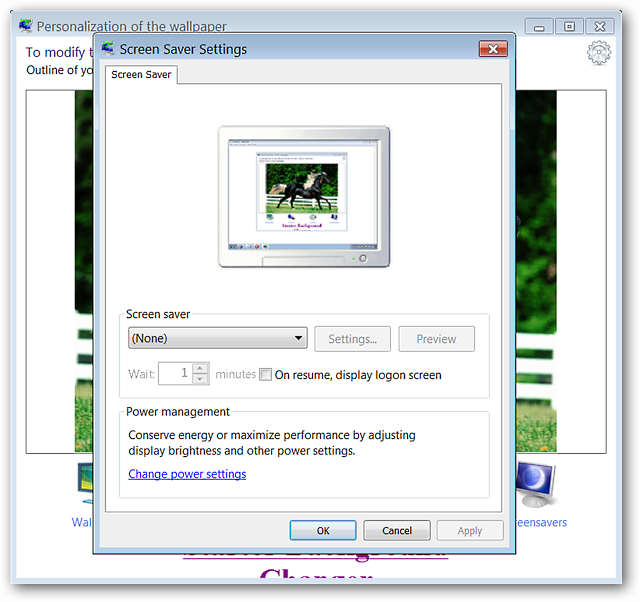 Personalization of the wallpaper
To modify t
Outline of yo
Screen Saver Settings
Screen Saver
Screen saver
(None)
Settings...
Preview
Wait:
1
minutes
On resume, display logon screen
Power management
Conserve energy or maximize performance by adjusting
display brightness and other power settings.
Change power settings
OK
Cancel
Apply
Wal
eensavers
Starter Background
Changer